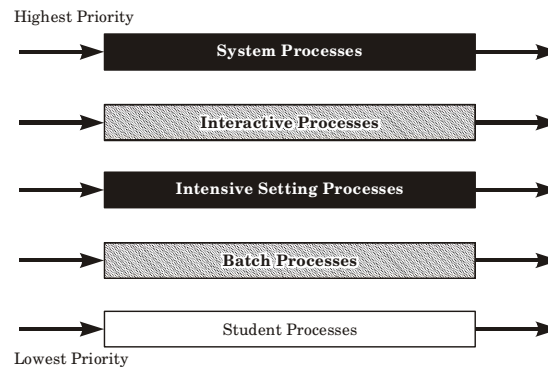 Highest Priority
System Processes
Interactive Processes
Intensive Setting Processes
Batch Processes
Student Processes
Lowest Priority